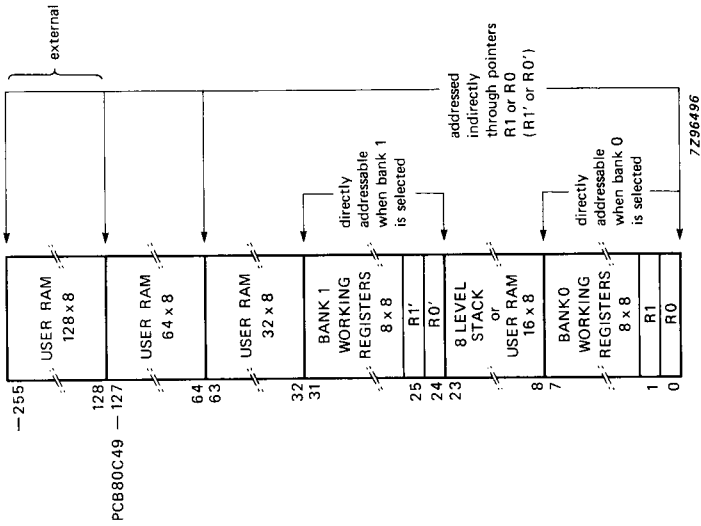 external
—255
USER RAM
128 x 8
128
PCB80C49 —127
USER RAM
64 x 8
64
63
USER RAM
32 x 8
32
31
BANK 1
WORKING
REGISTERS
8 x 8
directly
addressable
when bank 1
is selected
addressed
indirectly
through pointers
R1 or R0
(R1' or R0')
25
R1'
24
R0'
23
8 LEVEL
STACK
or
USER RAM
16 x 8
8
7
BANK0
WORKING
REGISTERS
8 x 8
directly
addressable
when bank 0
is selected
1
R1
0
R0
7Z96496